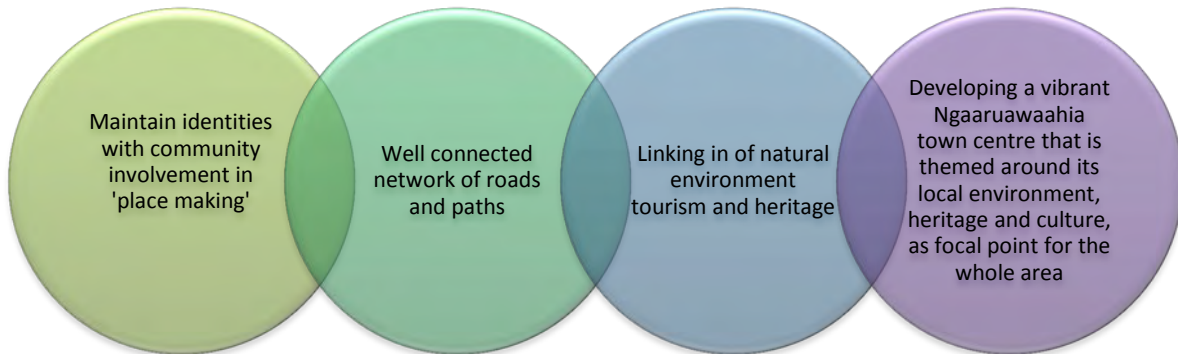 Maintain identities
with community
involvement in
'place making'
Well connected
network of roads
and paths
Linking in of natural
environment
tourism and heritage
Developing a vibrant
Ngaaruawaahia
town centre that is
themed around its
local environment,
heritage and culture,
as focal point for the
whole area